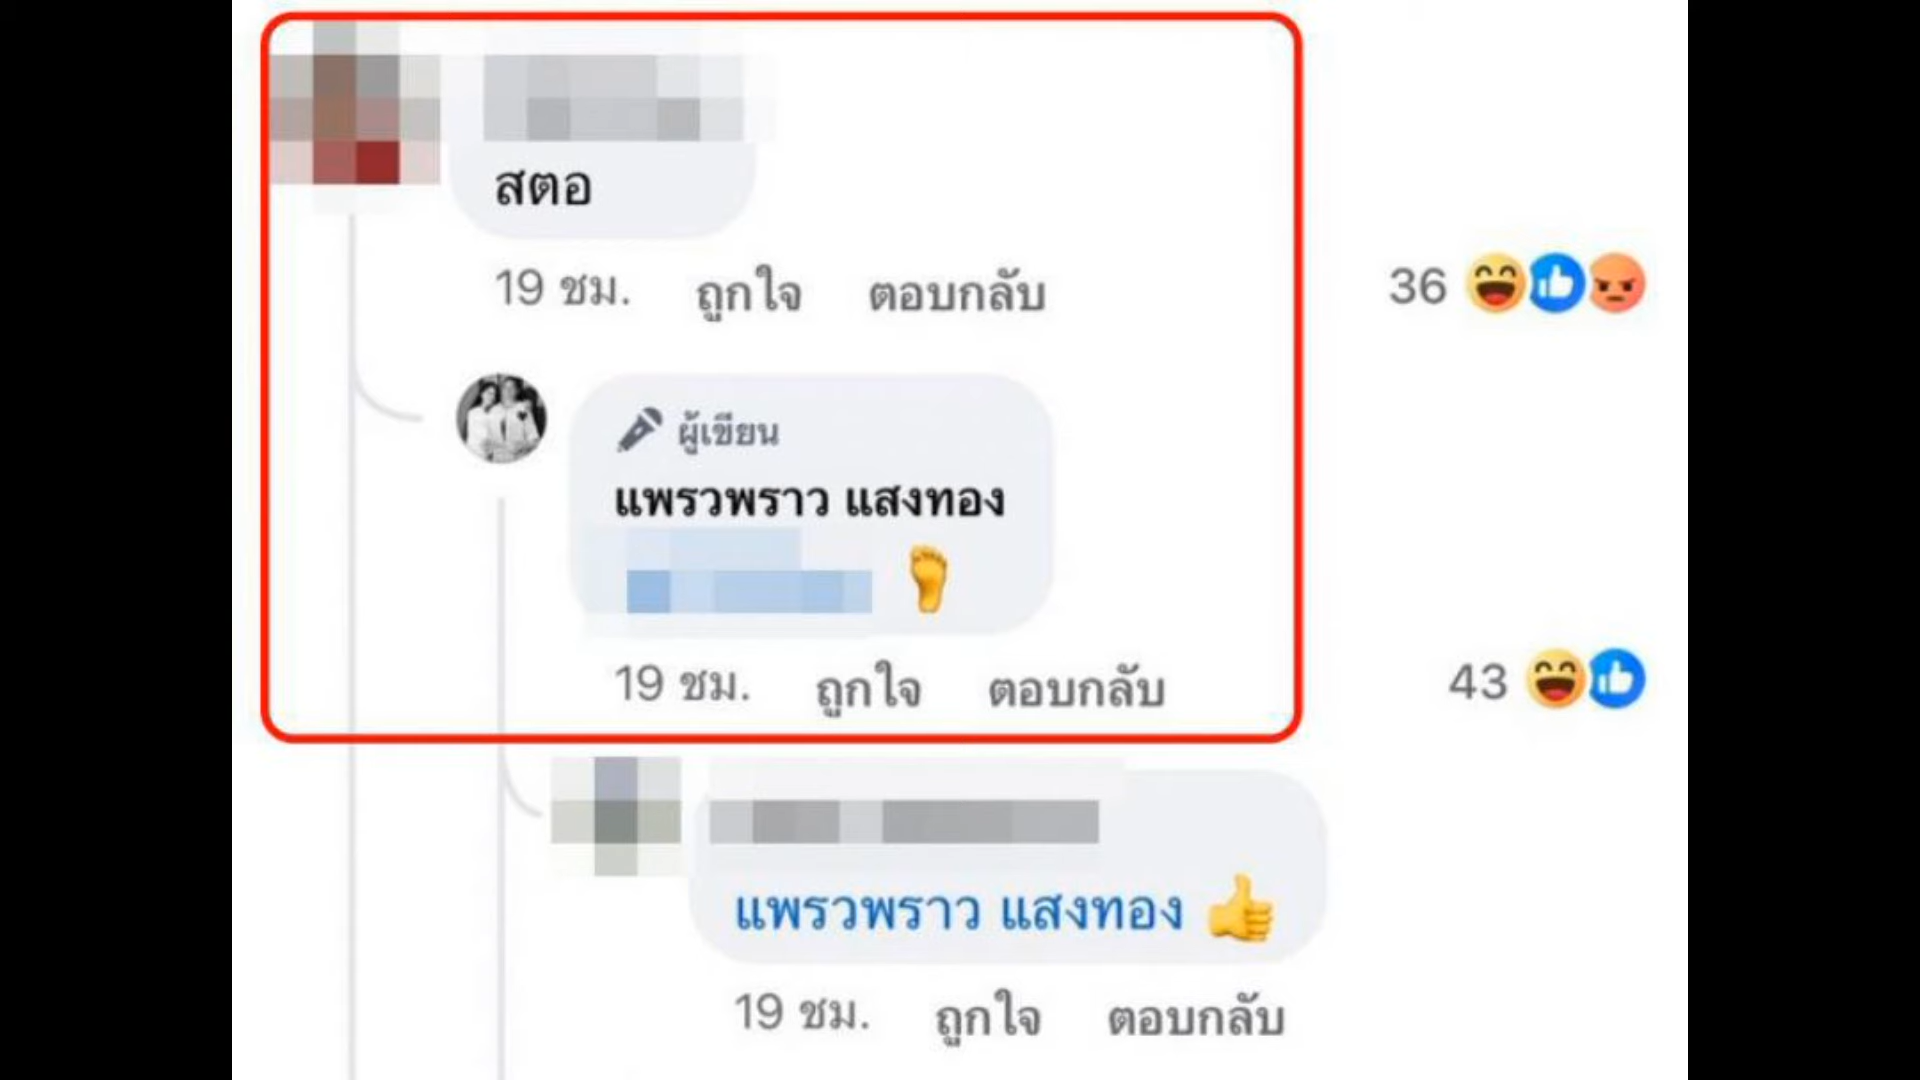 สตอ
19 ชม. ถูกใจ ตอบกลับ 36
ผู้เขียน
แพรวพราว แสงทอง
19 ชม. ถูกใจ ตอบกลับ 43
แพรวพราว แสงทอง
19 ชม. ถูกใจ ตอบกลับ